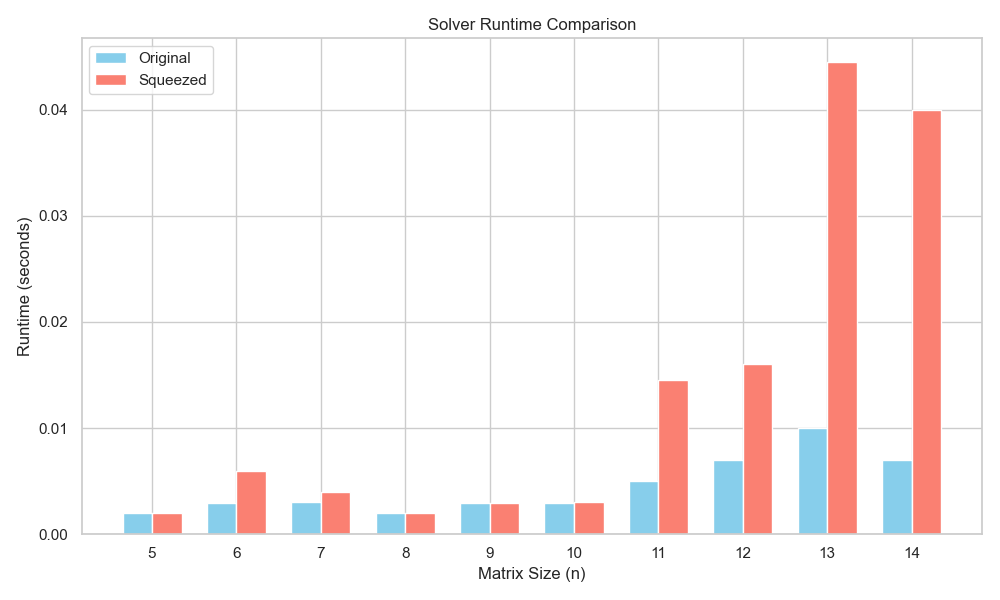 Solver Runtime Comparison
Original
Squeezed
0.04
0.03
0.02
0.01
0.00
Runtime (seconds)
5 6 7 8 9 10 11 12 13 14
Matrix Size (n)